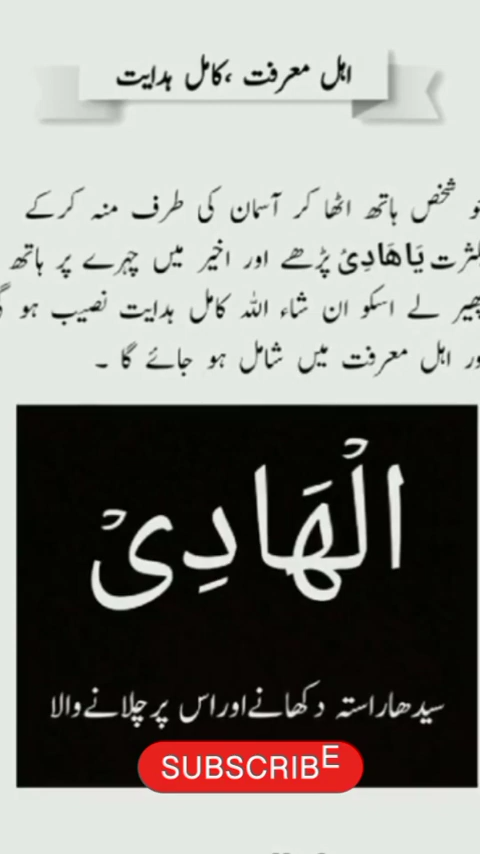 اہل معرفت ،کامل ہدایت
شخص ہاتھ اٹھا کر آسمان کی طرف منہ کرکے
یَاھَادِیْ پڑھے اور اخیر میں چہرے پر ہاتھ
لے اسکو ان شاء اللہ کامل ہدایت نصیب ہو
اہل معرفت میں شامل ہو جائے گا ۔
الْھَادِیْ
سیدھا راستہ دکھانے اور اس پر چلانے والا
SUBSCRIBE